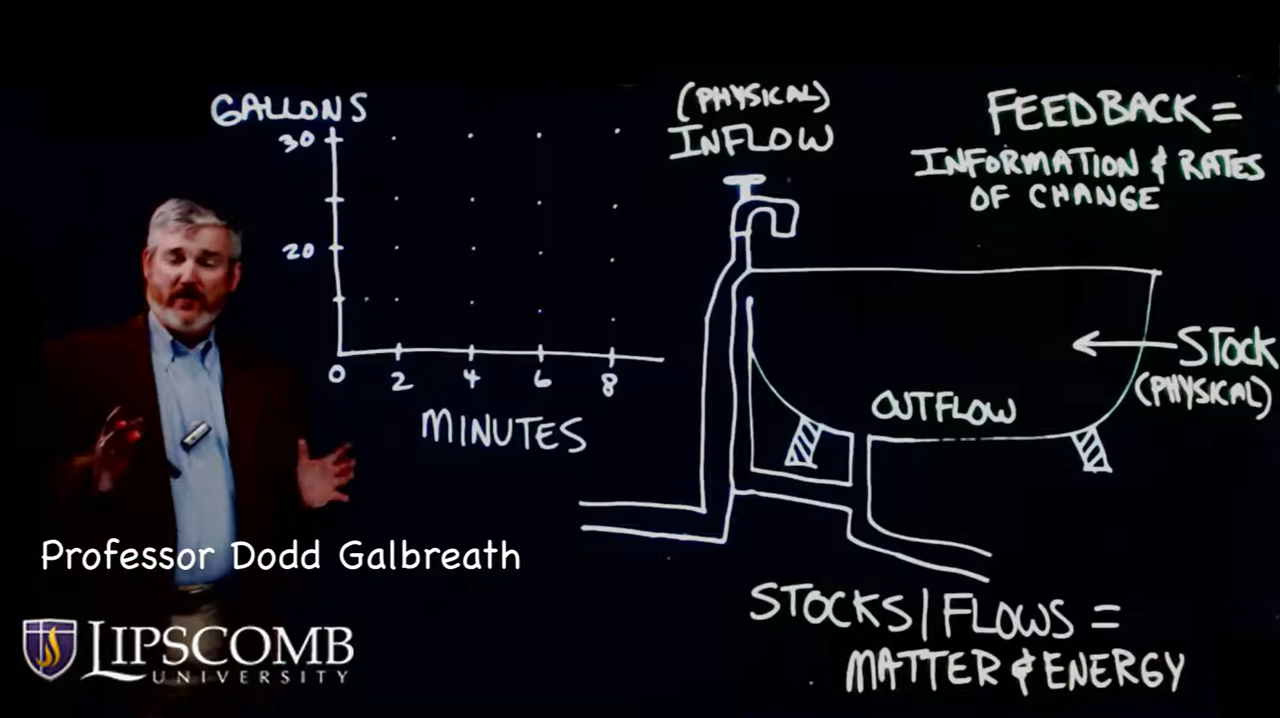 GALLONS
30
20
0 2 4 6 8
MINUTES
(PHYSICAL)
INFLOW
FEEDBACK =
INFORMATION & RATES
OF CHANGE
STOCK
(PHYSICAL)
OUTFLOW
STOCKS/FLOWS =
MATTER & ENERGY
Professor Dodd Galbreath
LIPSCOMB
UNIVERSITY